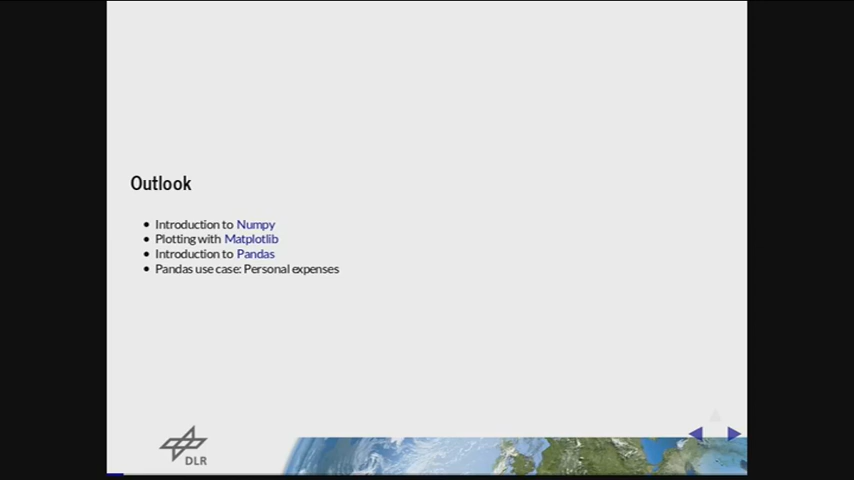 Outlook
• Introduction to Numpy
• Plotting with Matplotlib
• Introduction to Pandas
• Pandas use case: Personal expenses
DLR